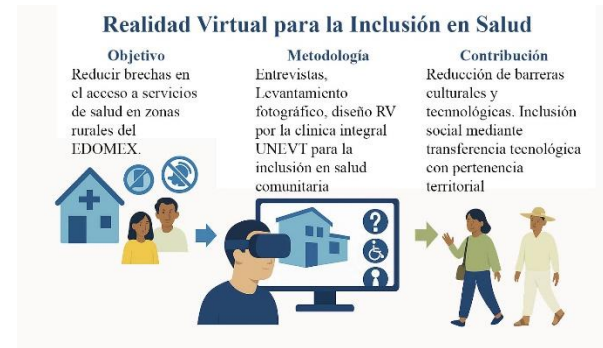 Realidad Virtual para la Inclusión en Salud
Objetivo
Reducir brechas en
el acceso a servicios
de salud en zonas
rurales del
EDOMEX.
Metodología
Entrevistas,
Levantamiento
fotográfico, diseño RV
por la clinica integral
UNEVT para la
inclusión en salud
comunitaria
Contribución
Reducción de barreras
culturales y
tecnnológicas. Inclusión
social mediante
transferencia tecnológica
con pertenencia
territorial
?